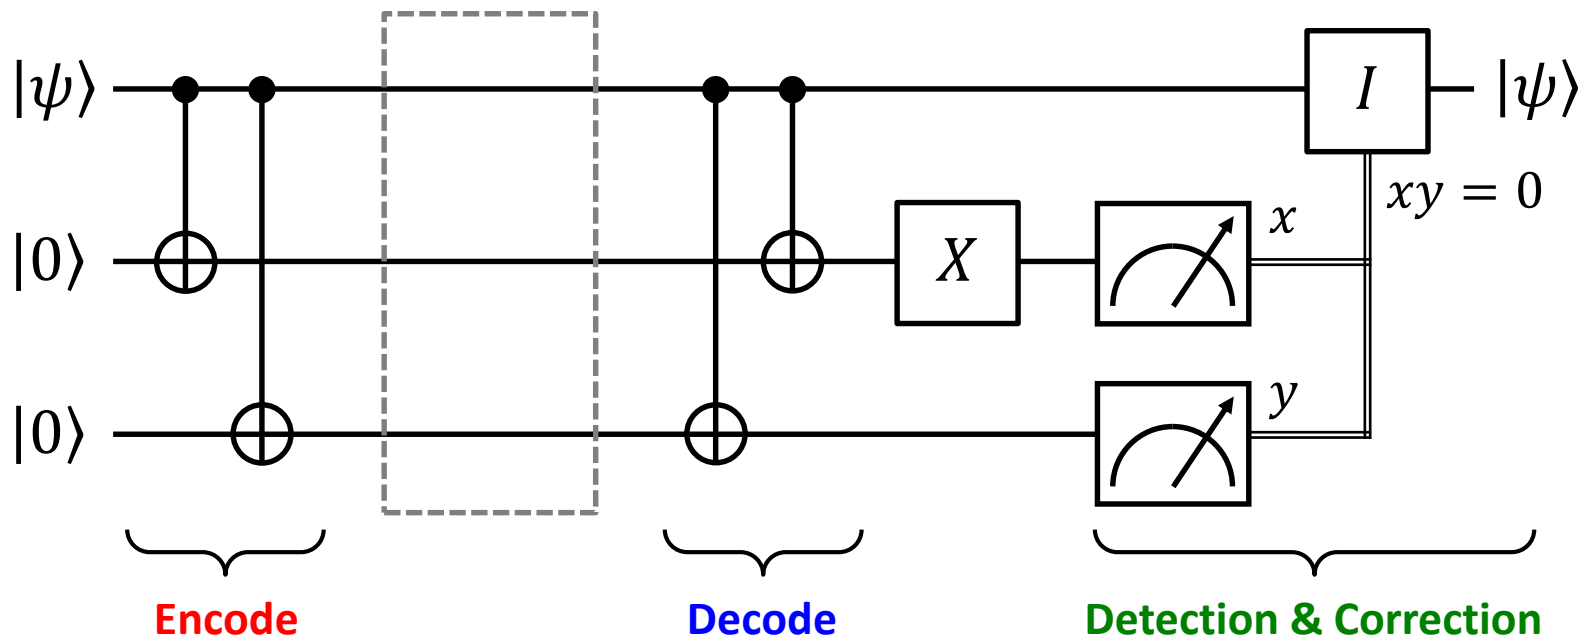 |ψ⟩ I |ψ⟩
xy = 0
|0⟩ X x
|0⟩ y
Encode Decode Detection & Correction